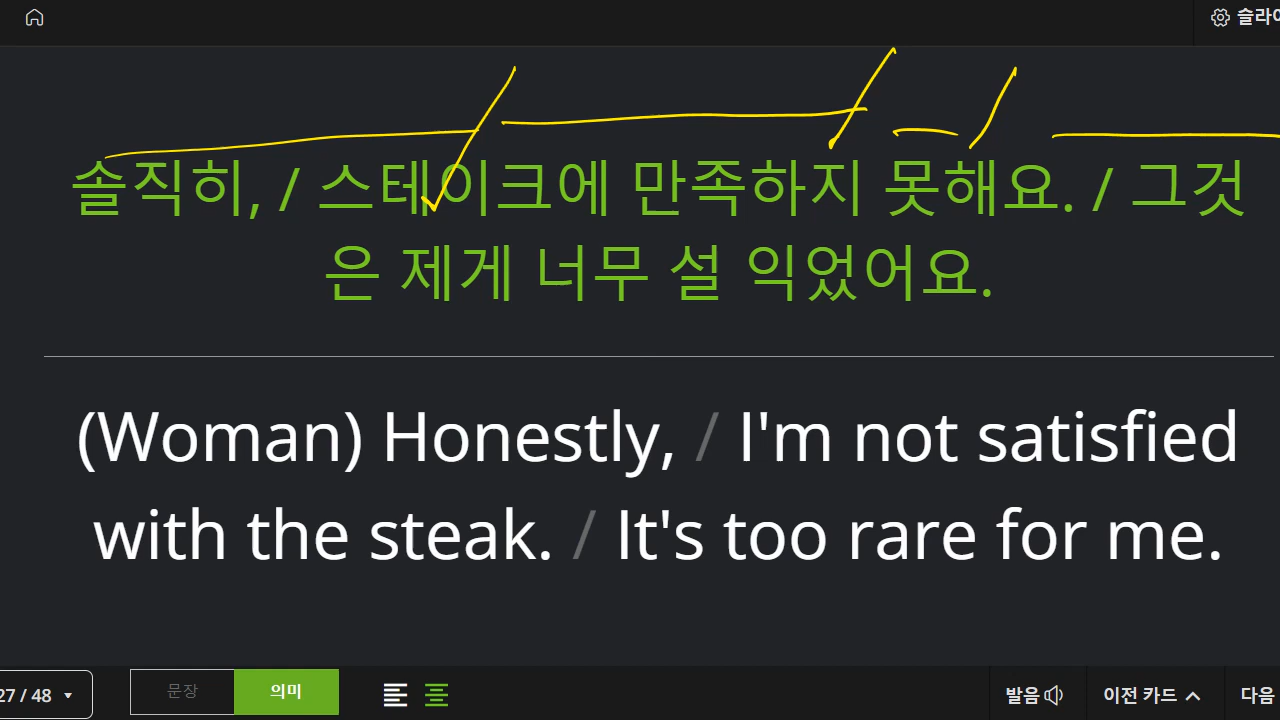 슬라이
솔직히, / 스테이크에 만족하지 못해요. / 그것
은 제게 너무 설 익었어요.
(Woman) Honestly, / I'm not satisfied
with the steak. / It's too rare for me.
27 / 48 문장 의미 발음 이전 카드 다음